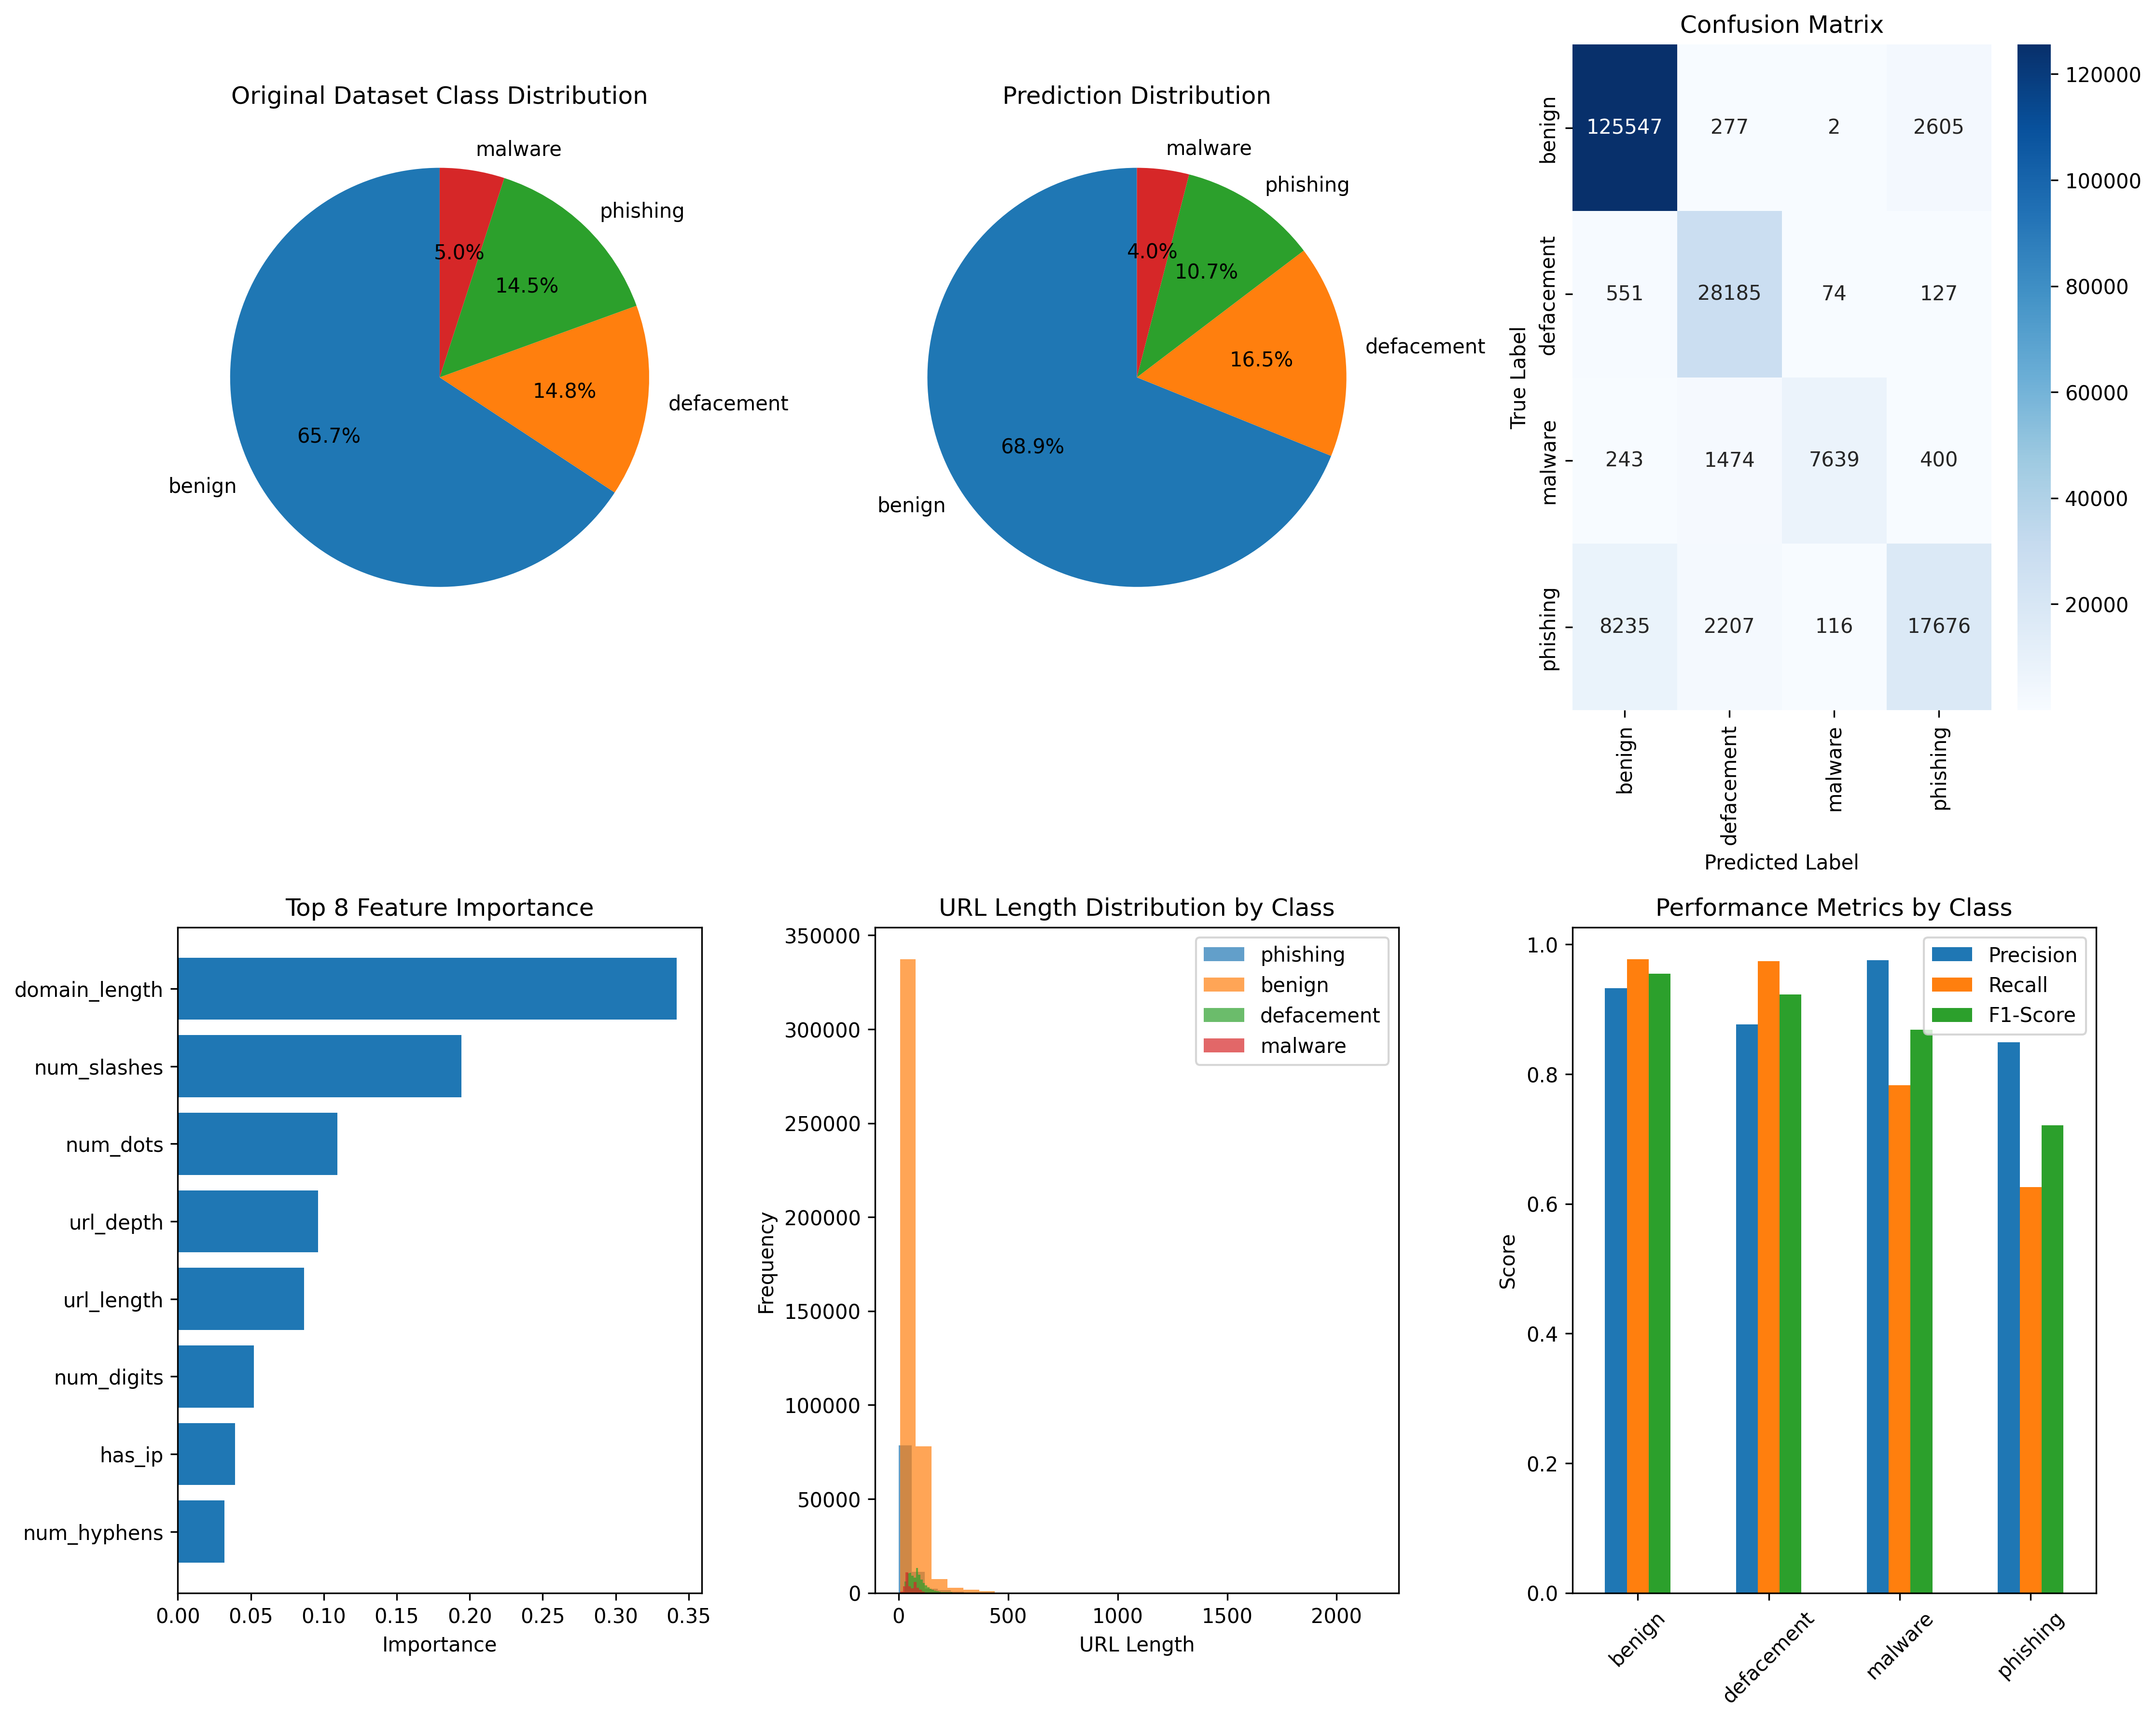 Original Dataset Class Distribution
malware
phishing
defacement
benign
5.0%
14.5%
14.8%
65.7%
Prediction Distribution
malware
phishing
defacement
benign
4.0%
10.7%
16.5%
68.9%
Confusion Matrix
True Label
benign
defacement
malware
phishing
125547 277 2 2605
551 28185 74 127
243 1474 7639 400
8235 2207 116 17676
benign
defacement
malware
phishing
Predicted Label
120000
100000
80000
60000
40000
20000
Top 8 Feature Importance
domain_length
num_slashes
num_dots
url_depth
url_length
num_digits
has_ip
num_hyphens
0.00 0.05 0.10 0.15 0.20 0.25 0.30 0.35
Importance
URL Length Distribution by Class
Frequency
350000
300000
250000
200000
150000
100000
50000
0
phishing
benign
defacement
malware
0 500 1000 1500 2000
URL Length
Performance Metrics by Class
Score
1.0
0.8
0.6
0.4
0.2
0.0
Precision
Recall
F1-Score
benign
defacement
malware
phishing